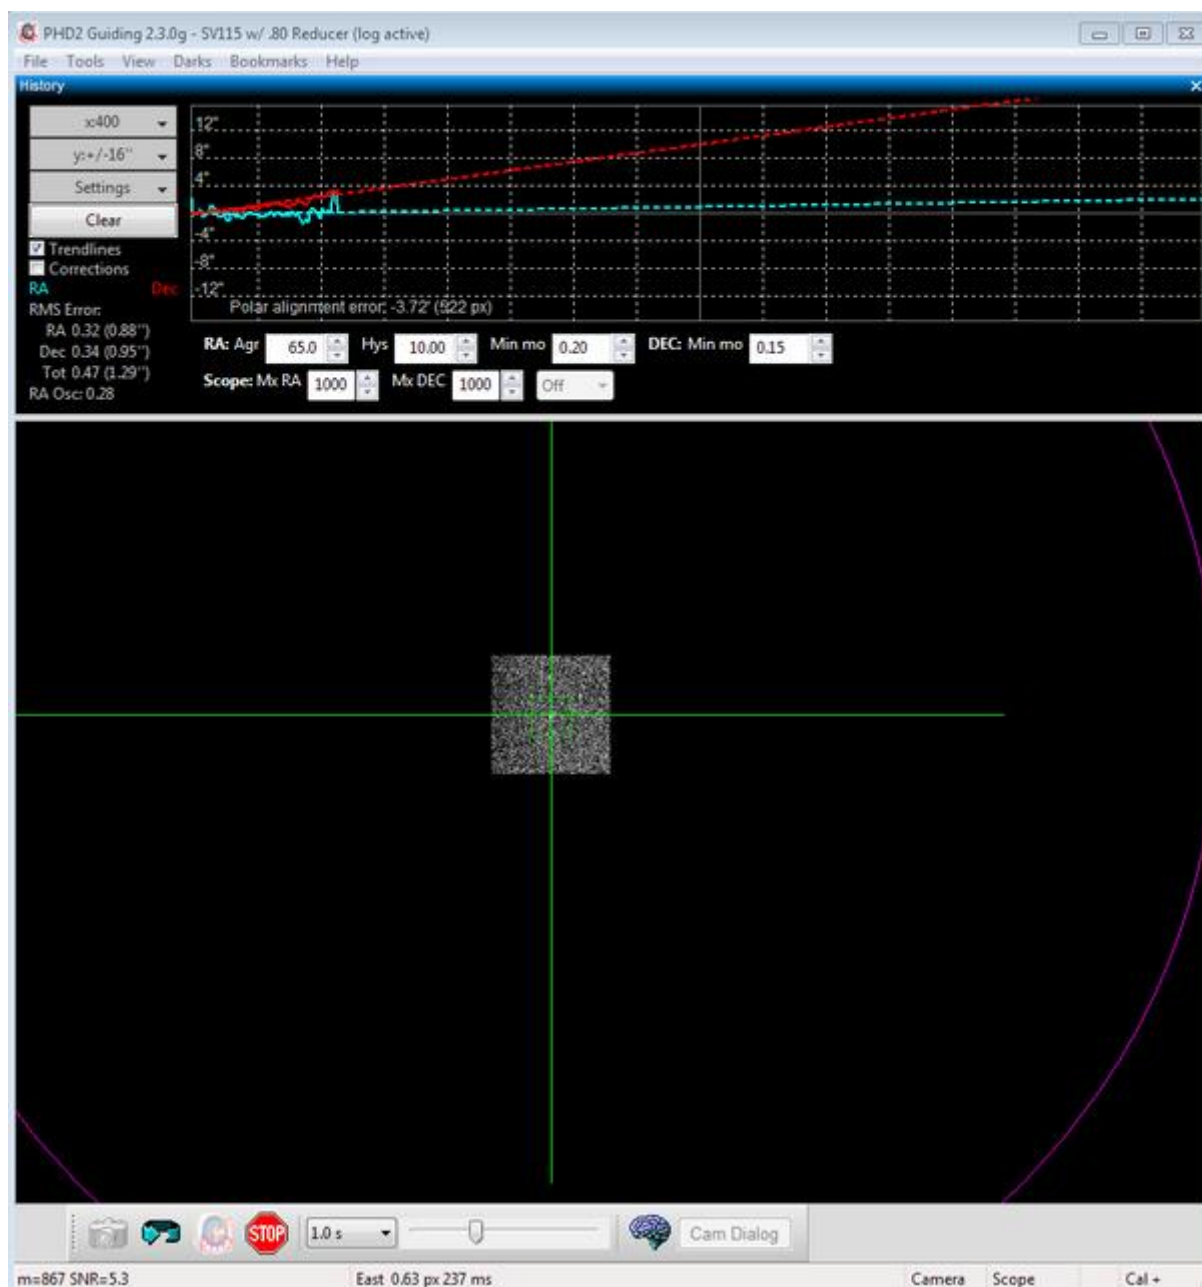 PHD2 Guiding 2.3.0g - SV115 w/ .80 Reducer (log active)
File Tools View Darks Bookmarks Help
History
x:400
y:+/-16"
Settings
Clear
Trendlines
Corrections
RA Dec
RMS Error:
RA 0.32 (0.88")
Dec 0.34 (0.95")
Tot 0.47 (1.29")
RA Osc: 0.28
12"
8"
4"
-4"
-8"
-12"
Polar alignment error: -3.72' (522 px)
RA: Agr 65.0 Hys 10.00 Min mo 0.20 DEC: Min mo 0.15
Scope: Mx RA 1000 Mx DEC 1000 Off
STOP 1.0 s Cam Dialog
m=867 SNR=5.3 East 0.63 px 237 ms Camera Scope Cal +